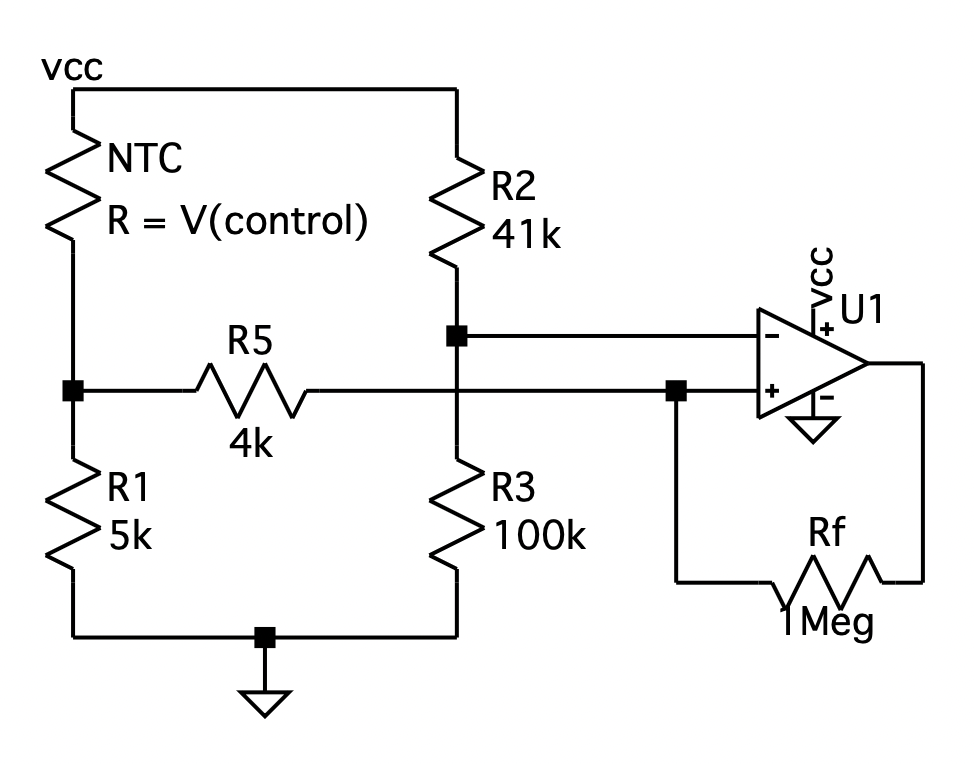 vcc
NTC
R = V(control)
R2
41k
vcc
U1
+
−
+
−
R5
4k
R1
5k
R3
100k
Rf
1Meg